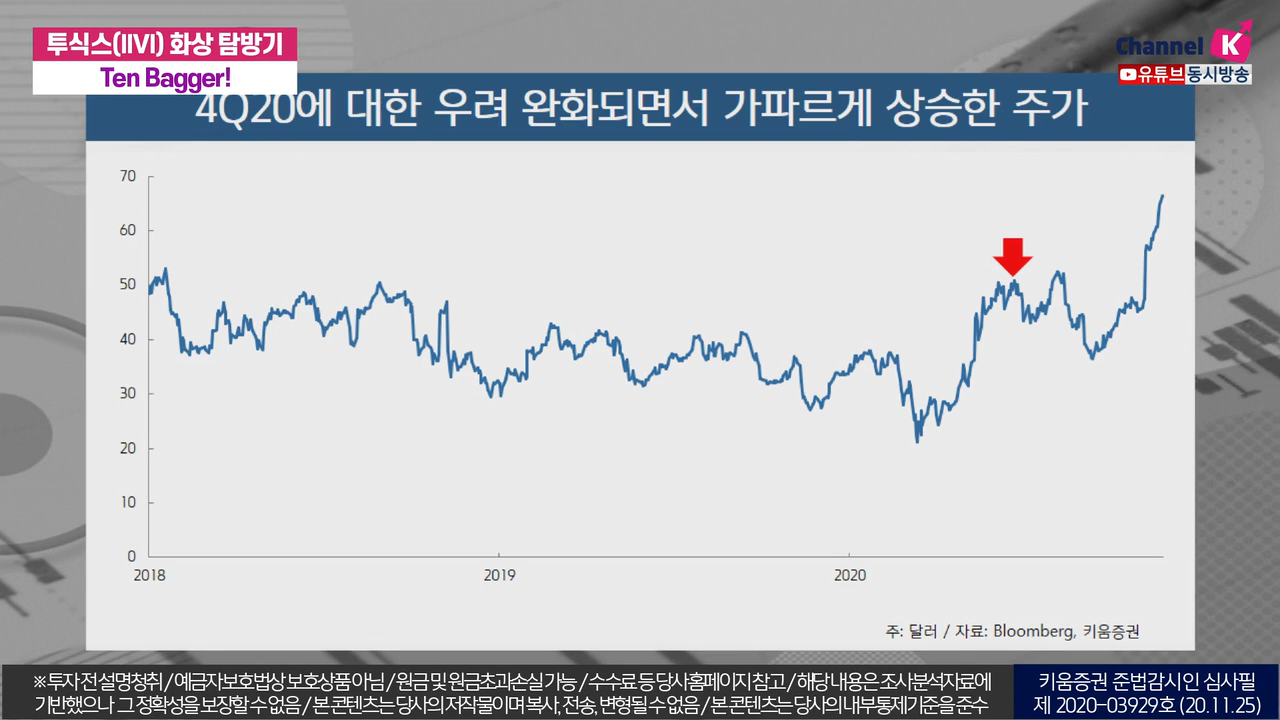 투식스(IIVI) 화상 탐방기
Ten Bagger!
Channel K
유튜브동시방송
4Q20에 대한 우려 완화되면서 가파르게 상승한 주가
70
60
50
40
30
20
10
0
2018
2019
2020
주: 달러 / 자료: Bloomberg, 키움증권
※ 투자 전 설명청취 / 예금자보호법상 보호상품 아님 / 원금 및 원금초과손실 가능 / 수수료 등 당사홈페이지 참고 / 해당 내용은 조사분석자료에
기반했으나 그 정확성을 보장할 수 없음 / 본 콘텐츠는 당사의 저작물이며 복사, 전송, 변형될 수 없음 / 본 콘텐츠는 당사의 내부통제기준을 준수
키움증권 준법감시인 심사필
제 2020-03929호 (20.11.25)